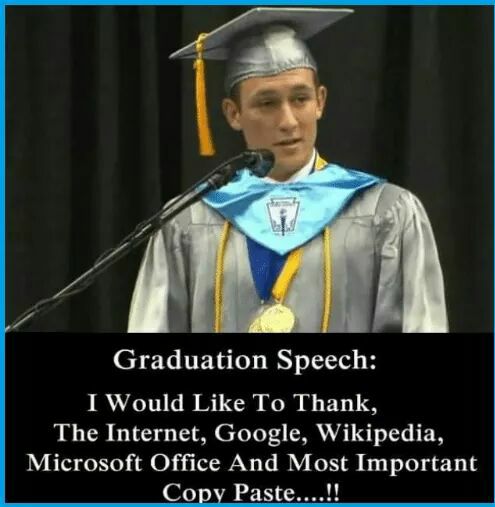 Graduation Speech:
I Would Like To Thank,
The Internet, Google, Wikipedia,
Microsoft Office And Most Important
Copy Paste....!!